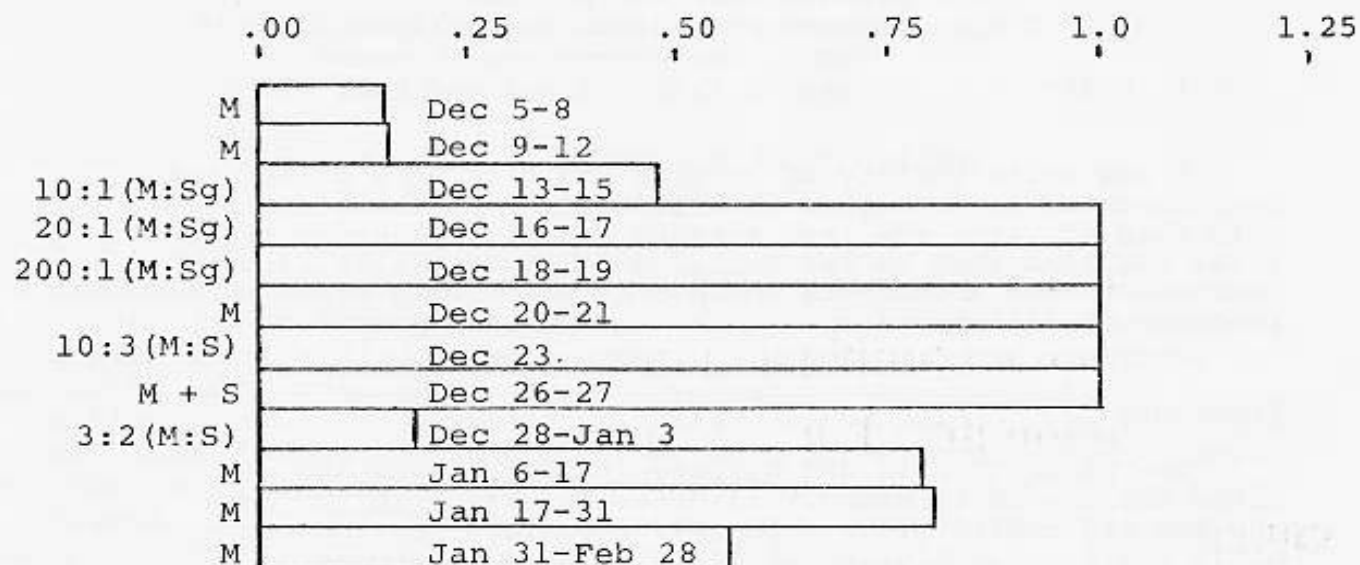 .00 .25 .50 .75 1.0 1.25
M Dec 5-8
M Dec 9-12
10:1(M:Sg) Dec 13-15
20:1(M:Sg) Dec 16-17
200:1(M:Sg) Dec 18-19
M Dec 20-21
10:3(M:S) Dec 23.
M + S Dec 26-27
3:2(M:S) Dec 28-Jan 3
M Jan 6-17
M Jan 17-31
M Jan 31-Feb 28